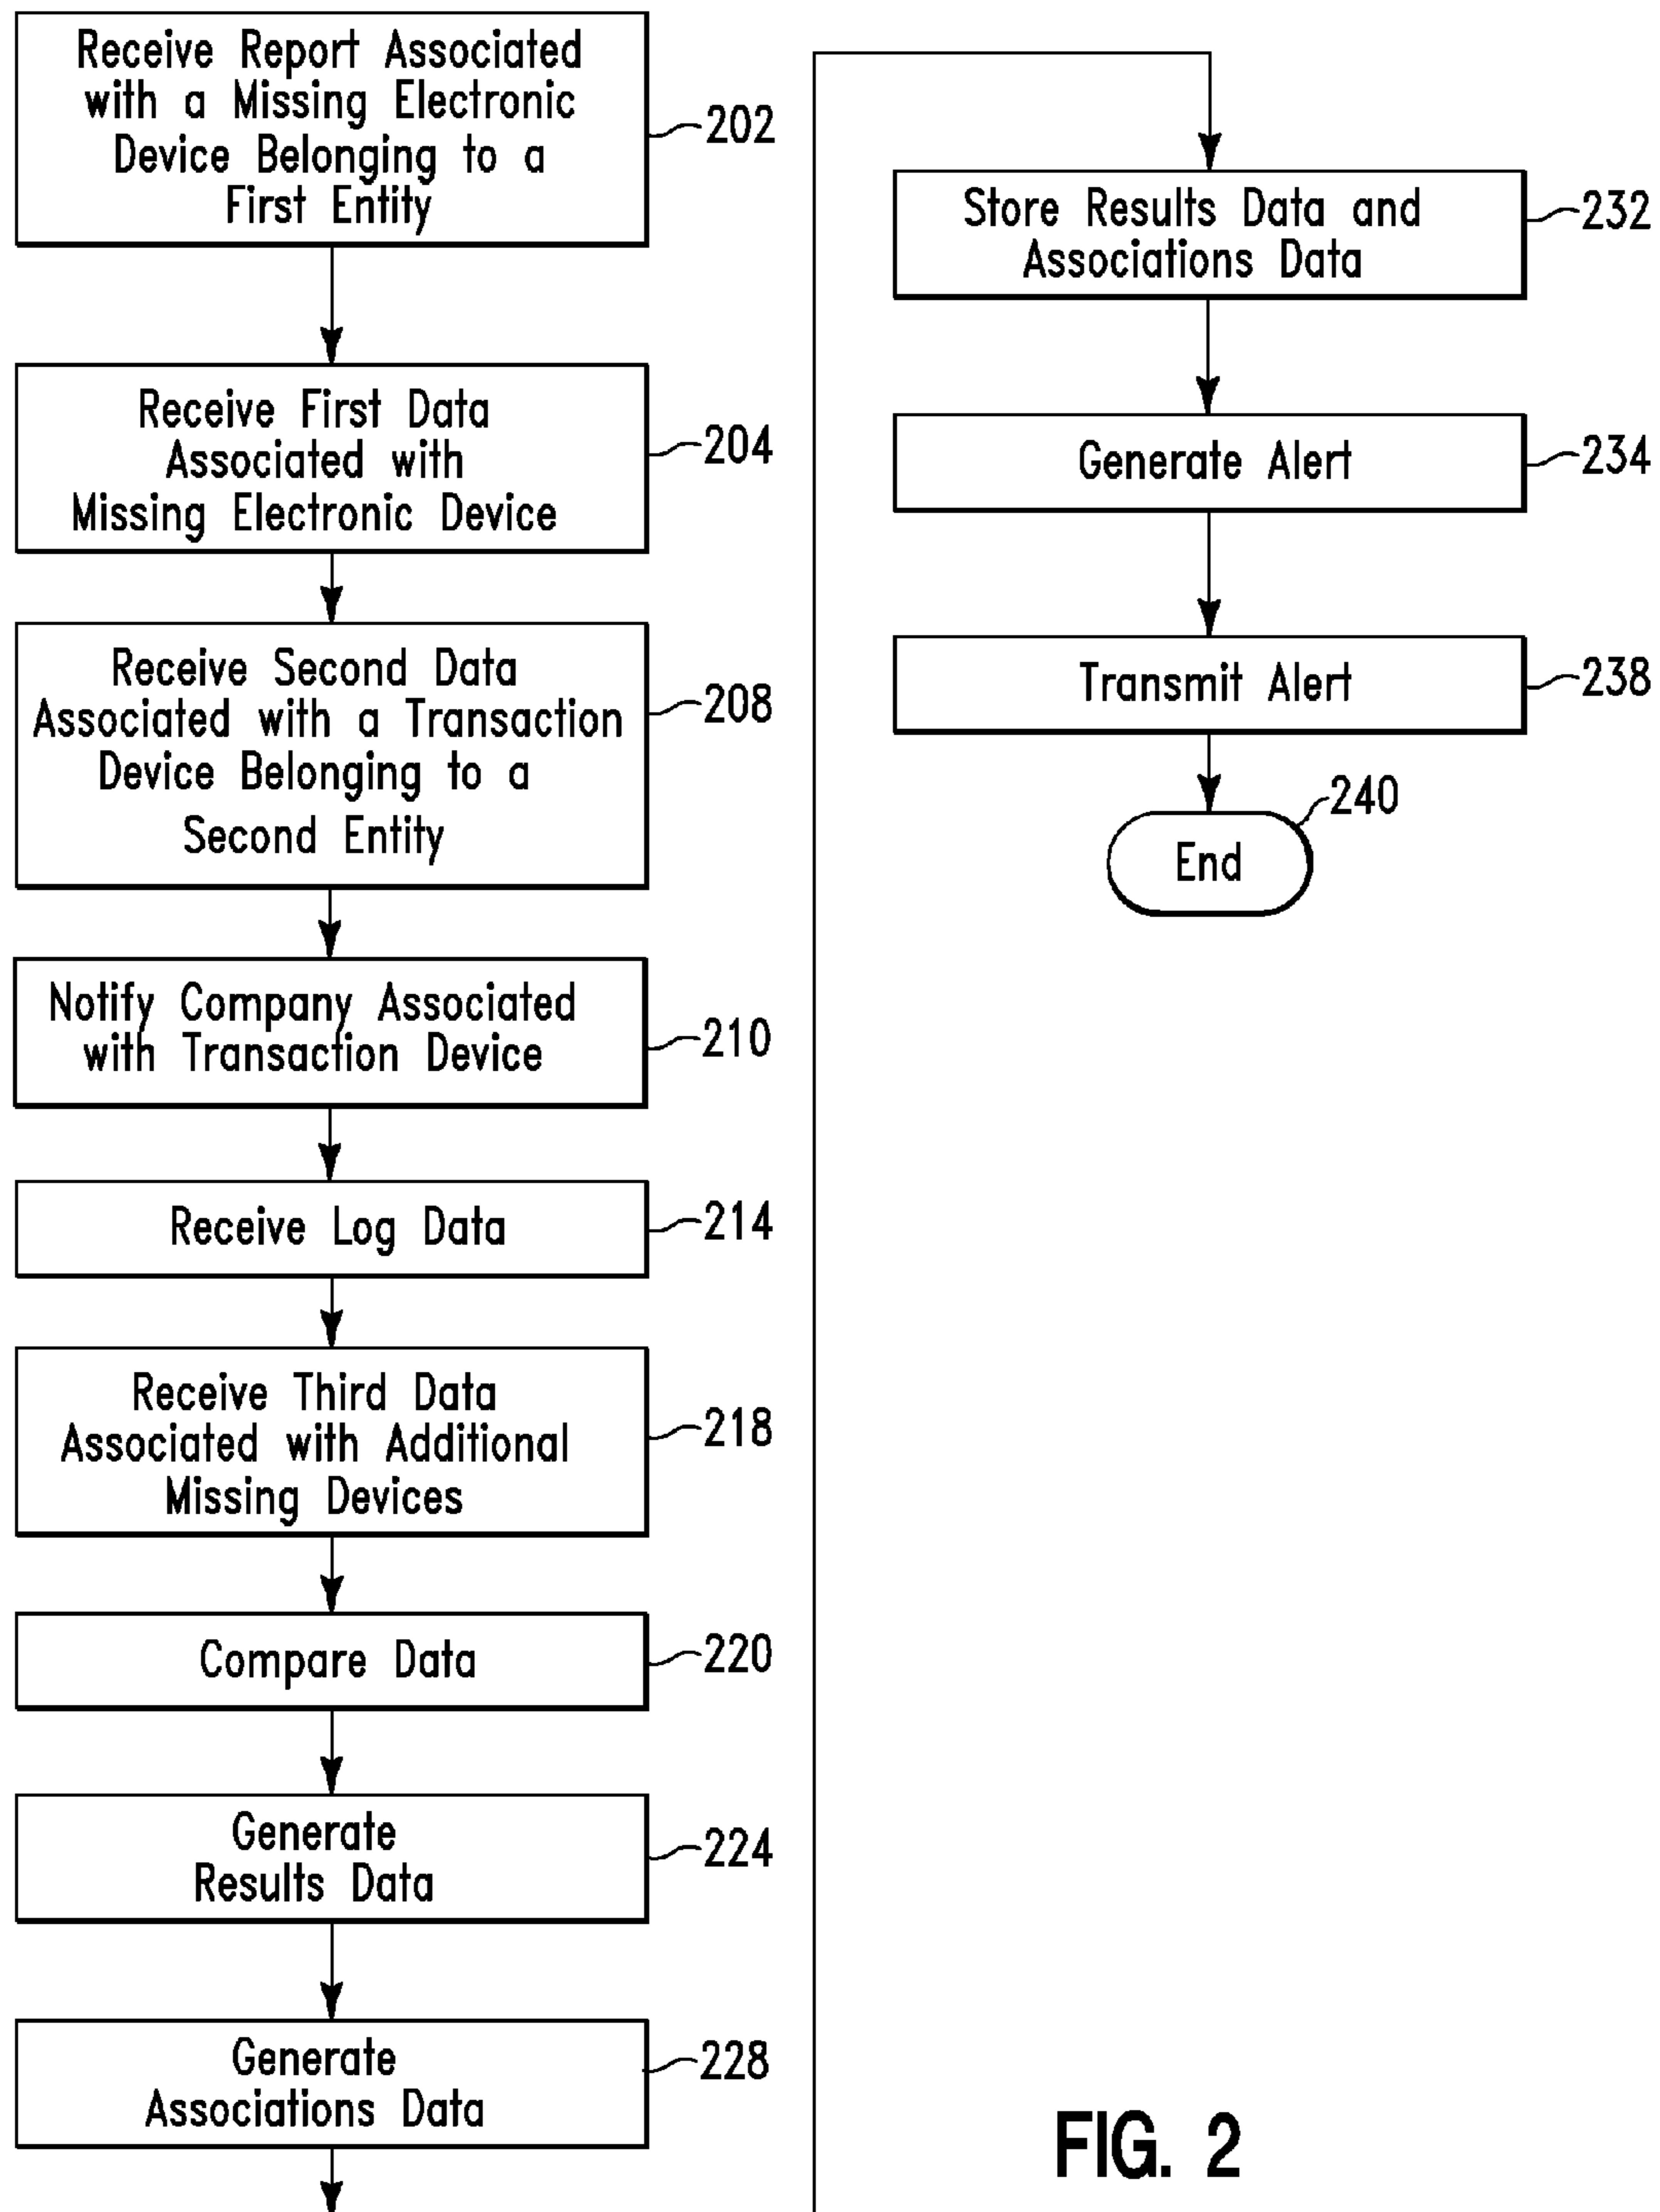 Receive Report Associated
with a Missing Electronic
Device Belonging to a
First Entity
202
Receive First Data
Associated with
Missing Electronic Device
204
Receive Second Data
Associated with a Transaction
Device Belonging to a
Second Entity
208
Notify Company Associated
with Transaction Device
210
Receive Log Data
214
Receive Third Data
Associated with Additional
Missing Devices
218
Compare Data
220
Generate
Results Data
224
Generate
Associations Data
228
Store Results Data and
Associations Data
232
Generate Alert
234
Transmit Alert
238
End
240
FIG. 2